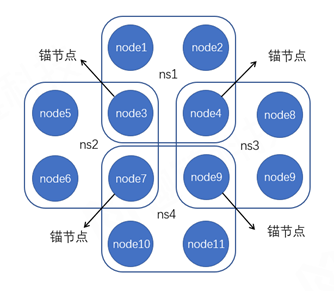 node1 node2
锚节点 锚节点
ns1
node5 node3 node4 node8
ns2 ns3
node6 node7 node9 node9
ns4
锚节点 锚节点
node10 node11